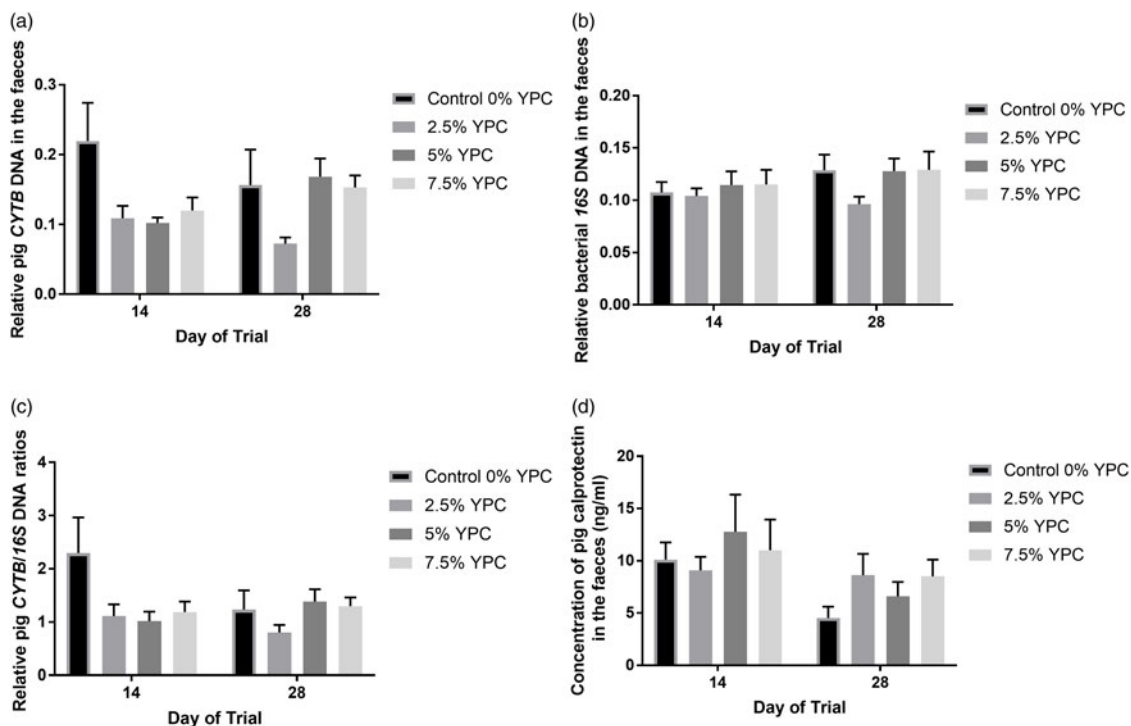 (a)
Relative pig CYTB DNA in the faeces
0.3
0.2
0.1
0.0
14
28
Day of Trial
Control 0% YPC
2.5% YPC
5% YPC
7.5% YPC
(b)
Relative bacterial 16S DNA in the faeces
0.20
0.15
0.10
0.05
0.00
14
28
Day of Trial
Control 0% YPC
2.5% YPC
5% YPC
7.5% YPC
(c)
Relative pig CYTB/16S DNA ratios
4
3
2
1
0
14
28
Day of Trial
Control 0% YPC
2.5% YPC
5% YPC
7.5% YPC
(d)
Concentration of pig calprotectin
in the faeces (ng/ml)
20
15
10
5
0
14
28
Day of Trial
Control 0% YPC
2.5% YPC
5% YPC
7.5% YPC